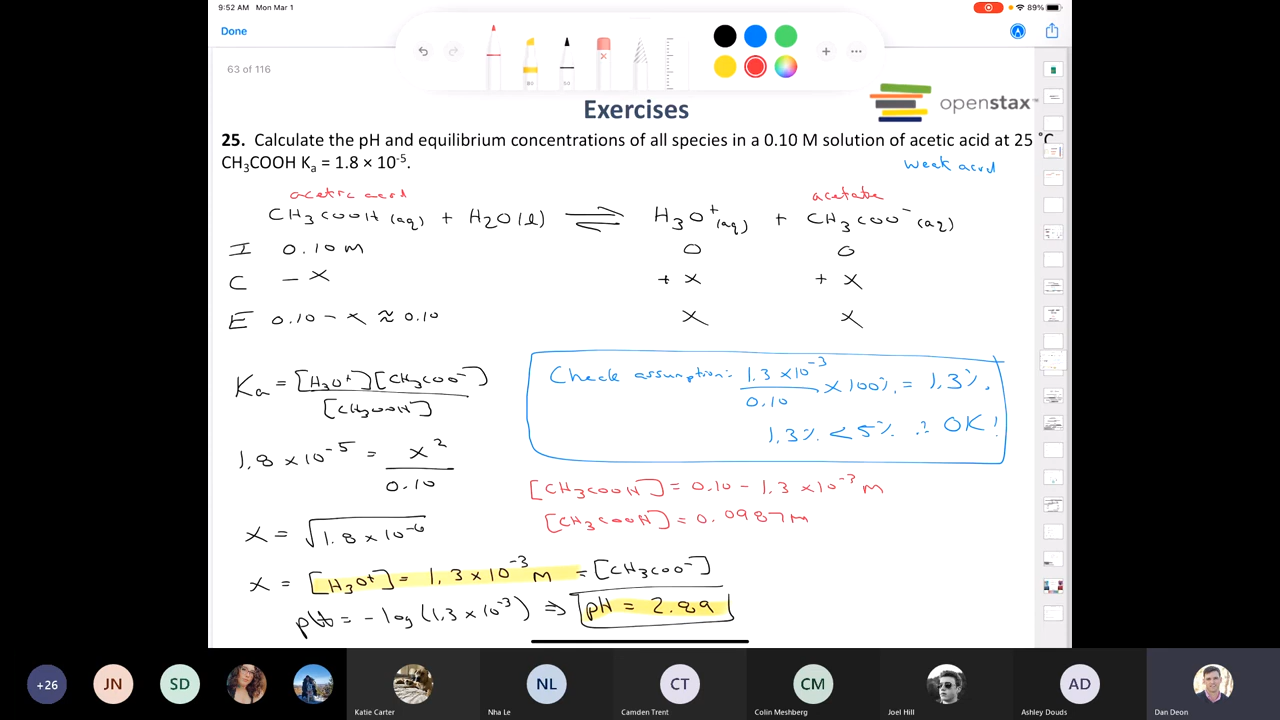 9:52 AM Mon Mar 1
89%
Done
63 of 116
Exercises
openstax™
25. Calculate the pH and equilibrium concentrations of all species in a 0.10 M solution of acetic acid at 25 °C
CH₃COOH Kₐ = 1.8 × 10⁻⁵.
weak acid
acetic acid
acetate
CH₃COOH (aq) + H₂O(l) ⇌ H₃O⁺(aq) + CH₃COO⁻(aq)
I 0.10 M 0 0
C - x + x + x
E 0.10 - x ≈ 0.10 x x
Kₐ = [H₃O⁺][CH₃COO⁻] / [CH₃COOH]
Check assumption: 1.3 ×10⁻³ / 0.10 × 100% = 1.3%.
1.3% < 5% ∴ OK!
1.8 × 10⁻⁵ = x² / 0.10
[CH₃COOH] = 0.10 - 1.3 × 10⁻³ M
[CH₃COOH] = 0.0987 M
x = √1.8 × 10⁻⁶
x = [H₃O⁺] = 1.3 × 10⁻³ M = [CH₃COO⁻]
pH = - log (1.3 × 10⁻³) ⇒ pH = 2.89
+26
JN
SD
Katie Carter
NL
Nha Le
CT
Camden Trent
CM
Colin Meshberg
Joel Hill
AD
Ashley Douds
Dan Deon